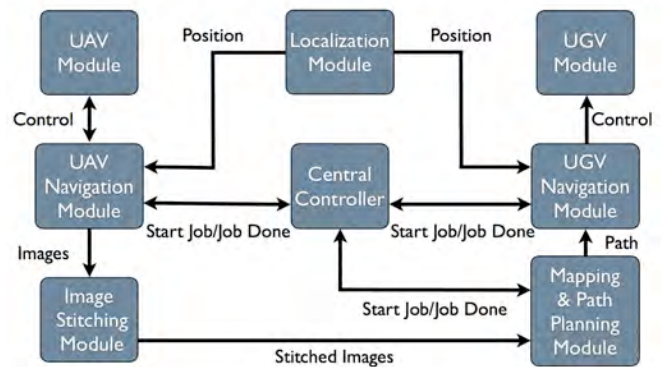 UAV
Module
Position
Localization
Module
Position
UGV
Module
Control
Control
UAV
Navigation
Module
Central
Controller
UGV
Navigation
Module
Start Job/Job Done
Start Job/Job Done
Images
Path
Image
Stitching
Module
Start Job/Job Done
Mapping
& Path
Planning
Module
Stitched Images